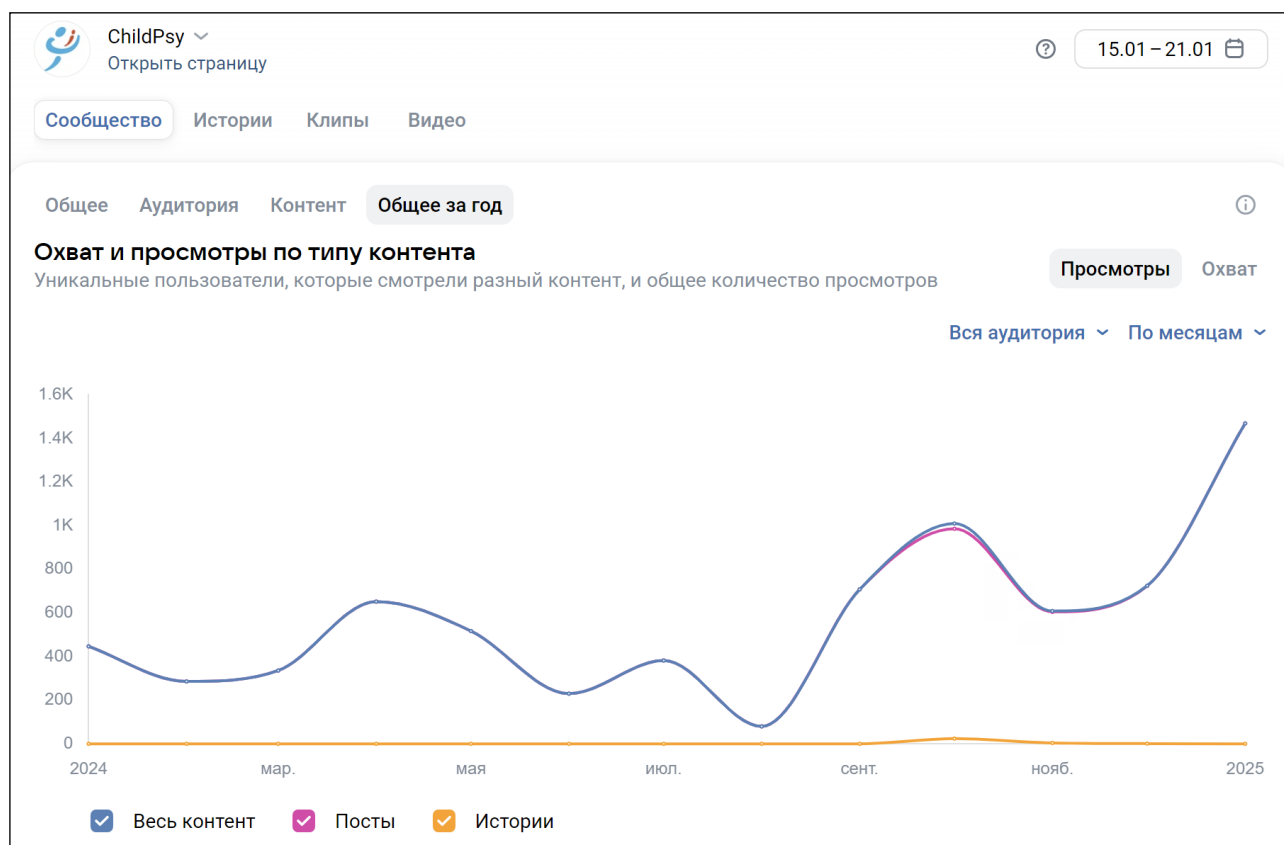 ChildPsy
Открыть страницу
15.01 – 21.01
Сообщество Истории Клипы Видео
Общее Аудитория Контент Общее за год
Охват и просмотры по типу контента
Уникальные пользователи, которые смотрели разный контент, и общее количество просмотров
Просмотры Охват
Вся аудитория По месяцам
1.6K
1.4K
1.2K
1K
800
600
400
200
0
2024 мар. мая июл. сент. нояб. 2025
Весь контент Посты Истории